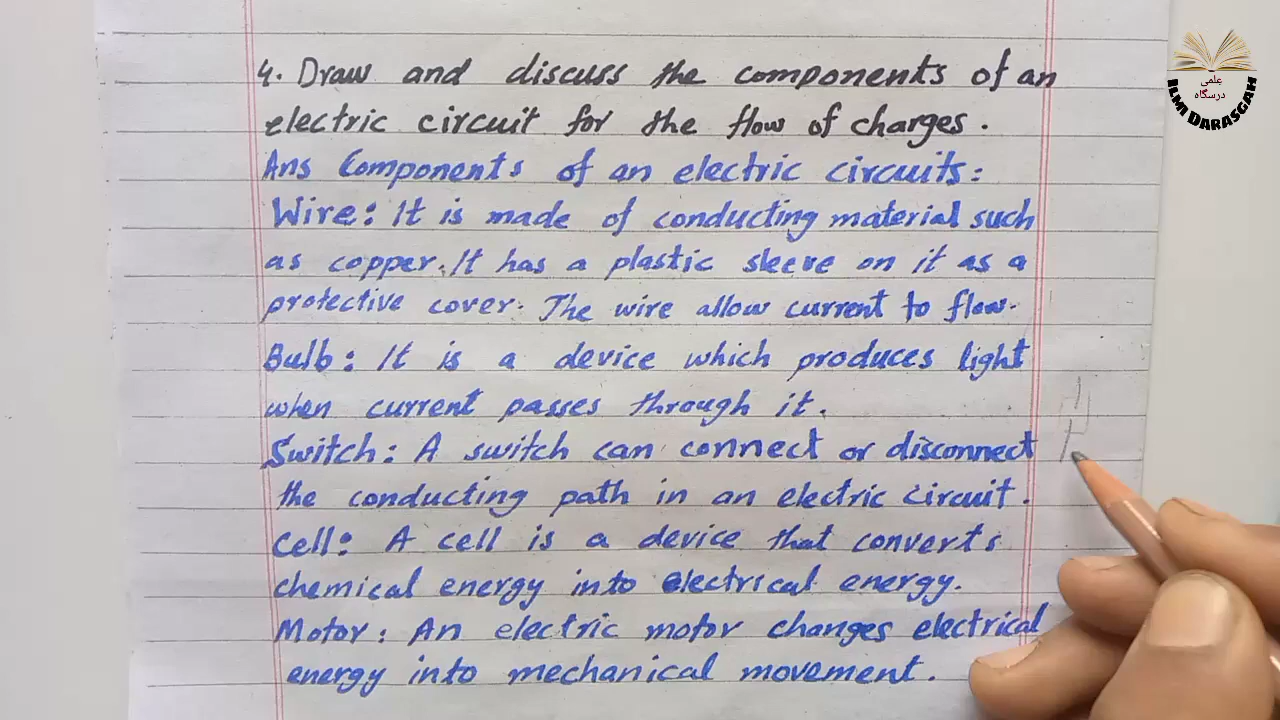 4. Draw and discuss the components of an
electric circuit for the flow of charges.
Ans Components of an electric circuits:
Wire: It is made of conducting material such
as copper. It has a plastic sleeve on it as a
protective cover. The wire allow current to flow.
Bulb: It is a device which produces light
when current passes through it.
Switch: A switch can connect or disconnect
the conducting path in an electric circuit.
Cell: A cell is a device that converts
chemical energy into electrical energy.
Motor: An electric motor changes electrical
energy into mechanical movement.
علمی
درسگاہ
ILMI DARASGAH